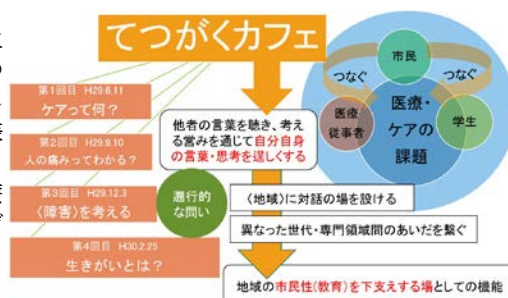 てつがくカフェ
第1回目 H29.6.11
ケアって何?
第2回目 H29.9.10
人の痛みってわかる?
第3回目 H29.12.3
〈障害〉を考える
第4回目 H30.2.25
生きがいとは?
他者の言葉を聴き、考え
る営みを通じて自分自身
の言葉・思考を逞しくする
遡行的
な問い
〈地域〉に対話の場を設ける
異なった世代・専門領域間のあいだを繋ぐ
地域の市民性(教育)を下支えする場としての機能
市民
つなぐ
つなぐ
医療
従事者
医療・
ケアの
課題
学生